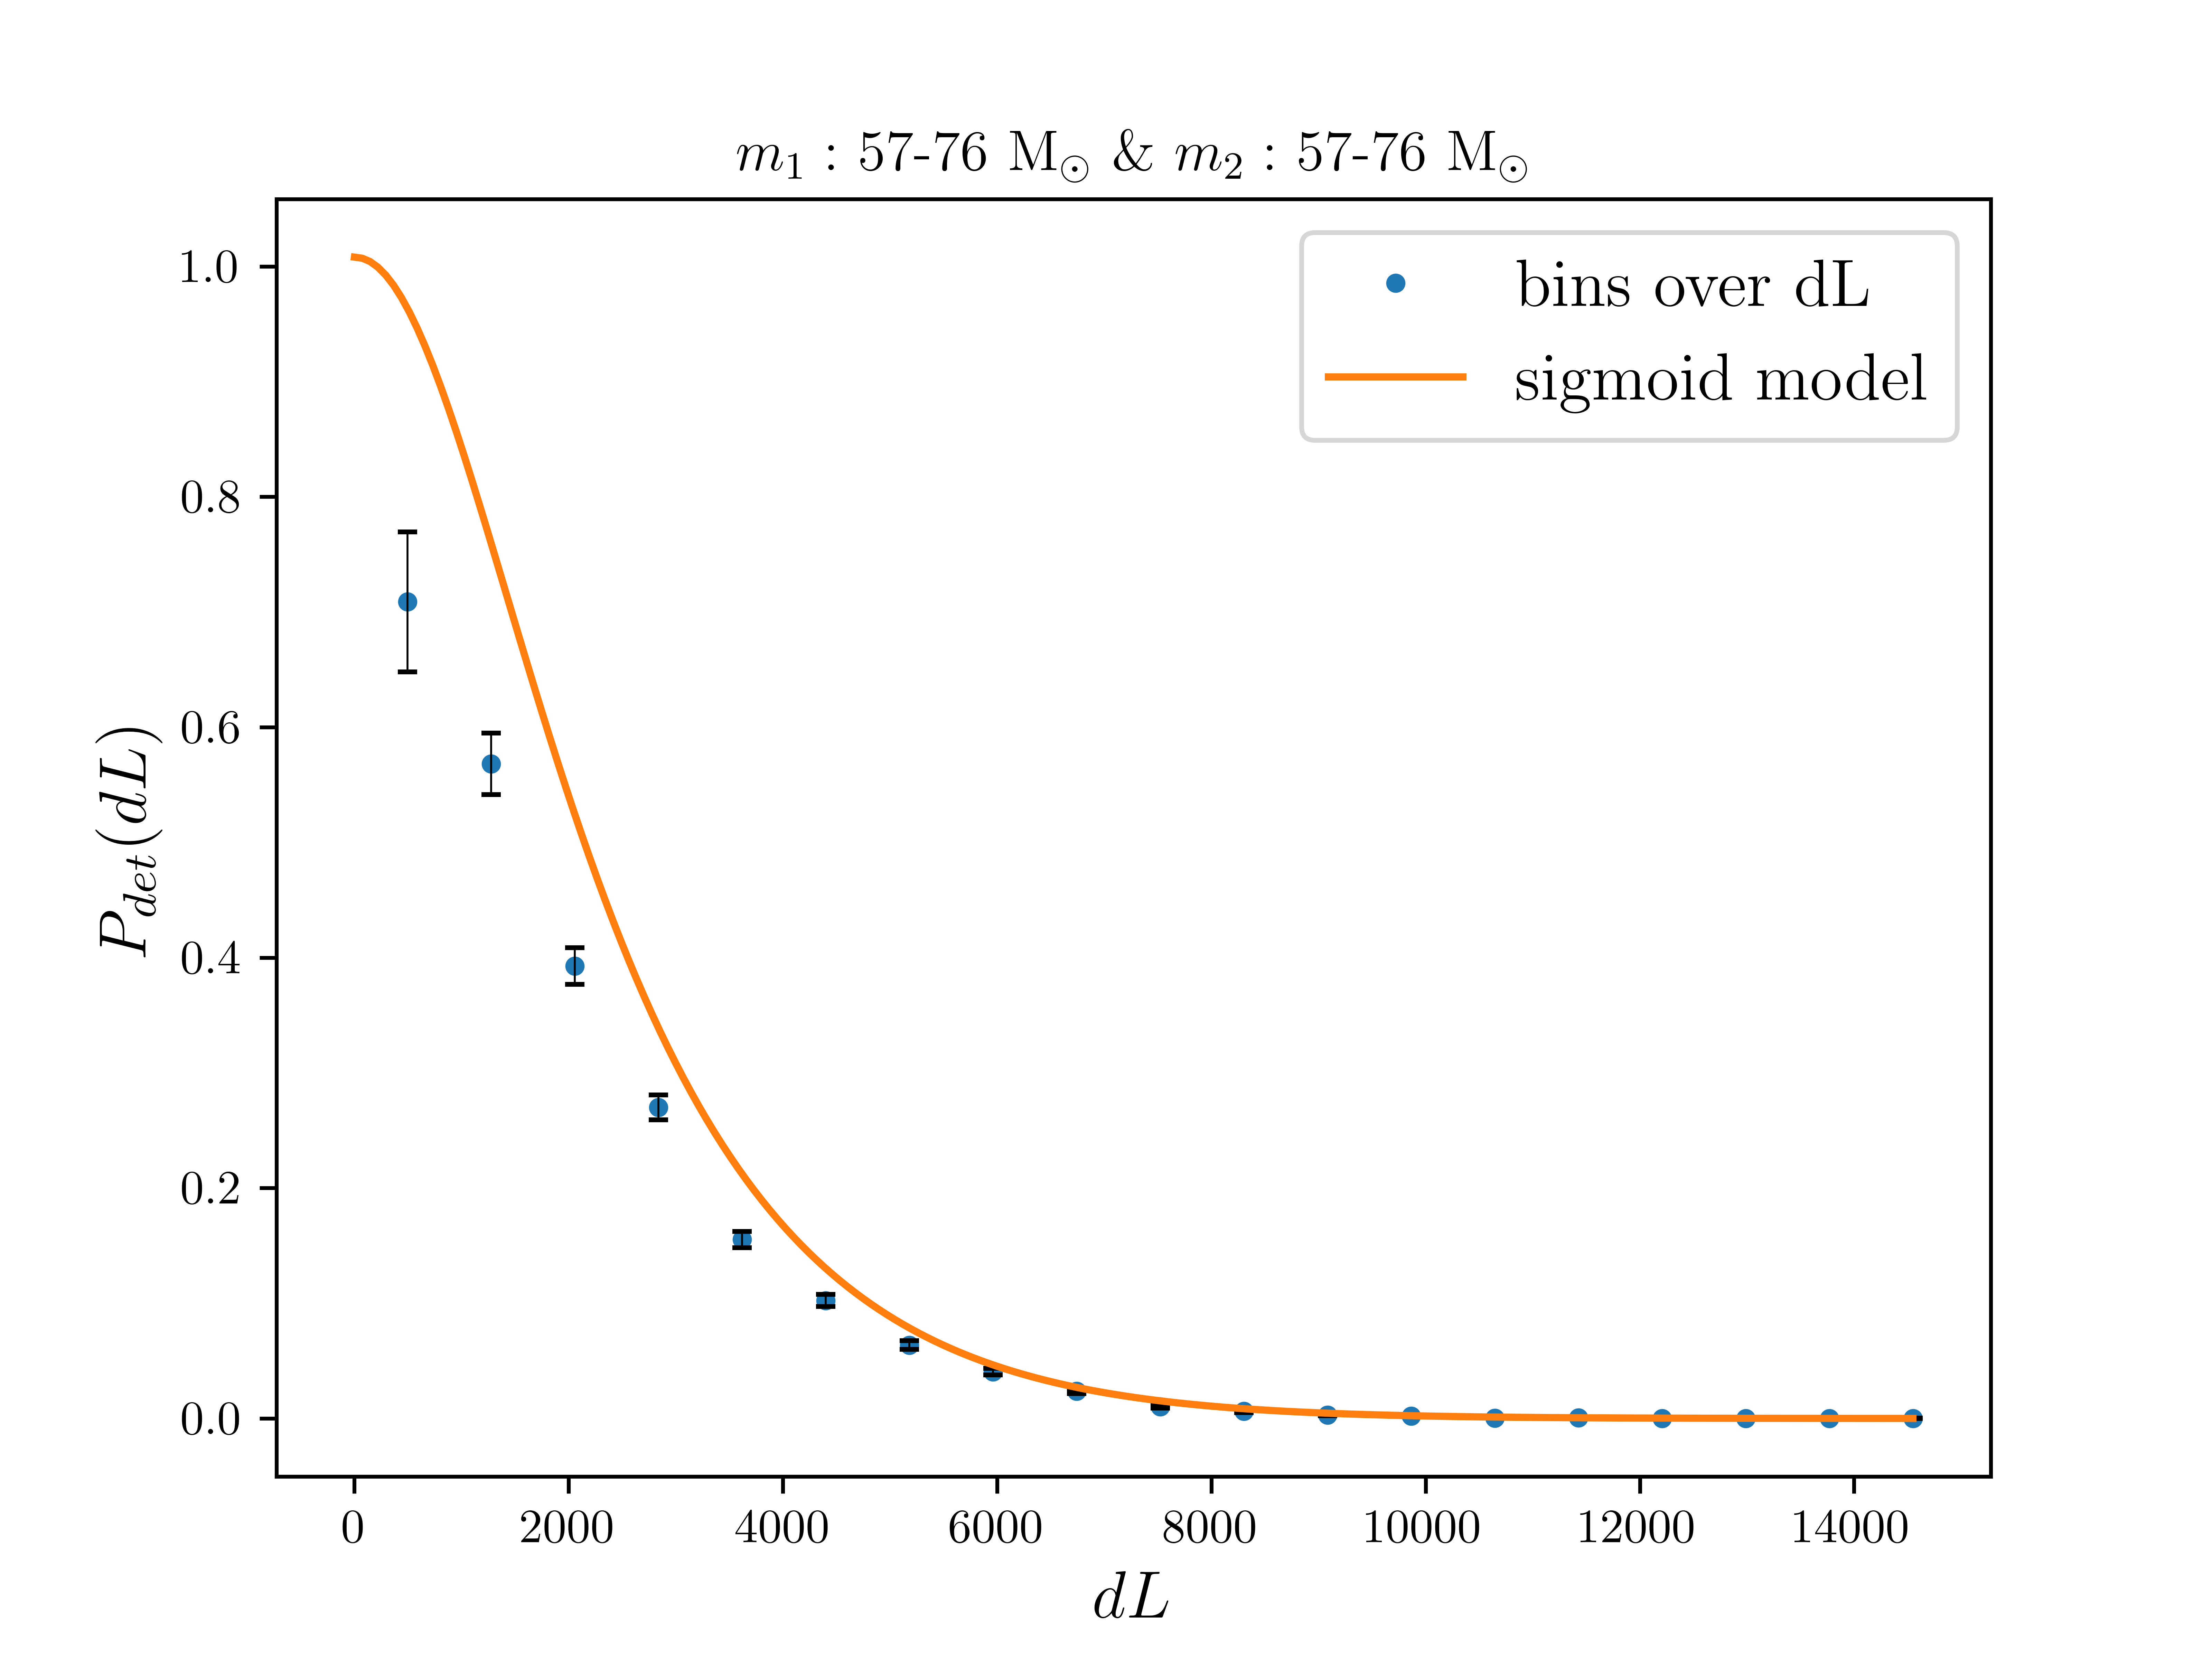 m₁ : 57-76 M⊙ & m₂ : 57-76 M⊙
bins over dL
sigmoid model
1.0
0.8
0.6
0.4
0.2
0.0
P_det(dL)
0 2000 4000 6000 8000 10000 12000 14000
dL